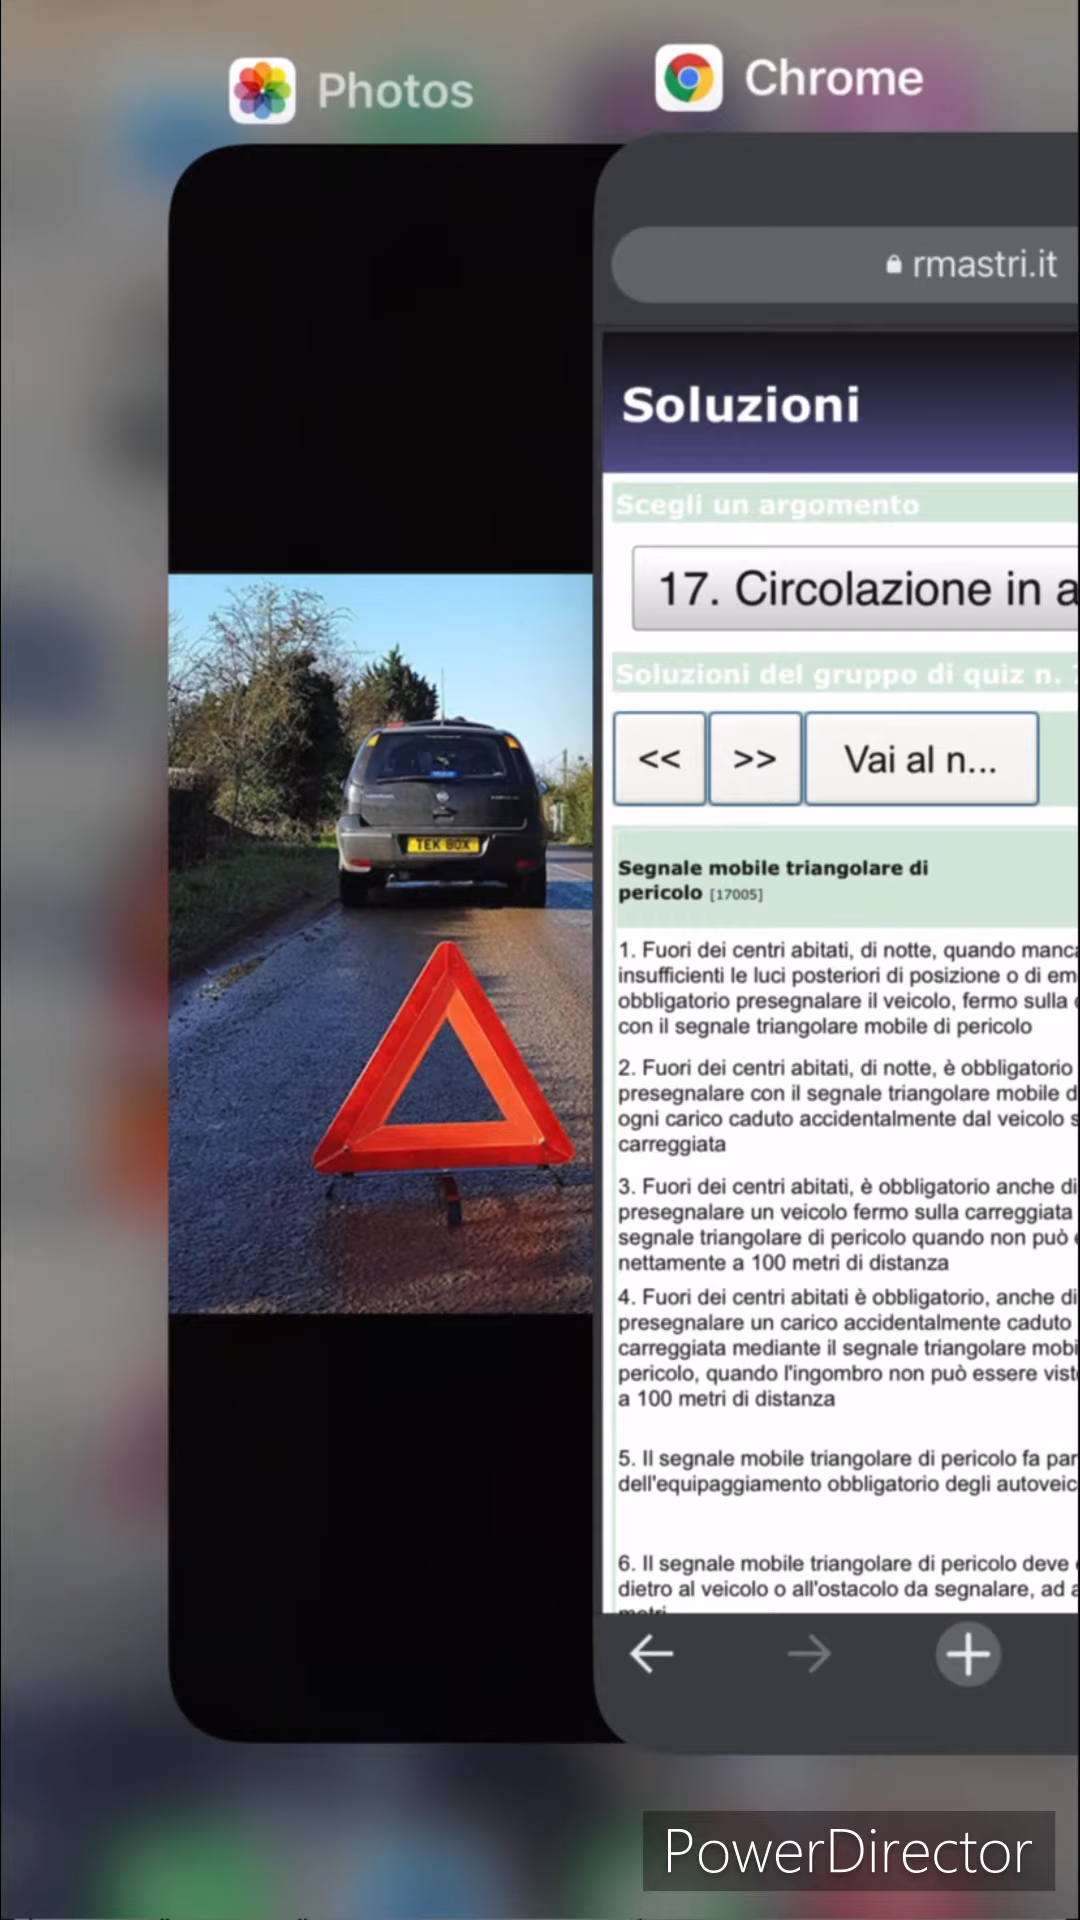 Photos
Chrome
rmastri.it
Soluzioni
Scegli un argomento
17. Circolazione in a
Soluzioni del gruppo di quiz n.
<< >> Vai al n...
Segnale mobile triangolare di
pericolo [17005]
1. Fuori dei centri abitati, di notte, quando manca
insufficienti le luci posteriori di posizione o di em
obbligatorio presegnalare il veicolo, fermo sulla
con il segnale triangolare mobile di pericolo
2. Fuori dei centri abitati, di notte, è obbligatorio
presegnalare con il segnale triangolare mobile d
ogni carico caduto accidentalmente dal veicolo s
carreggiata
3. Fuori dei centri abitati, è obbligatorio anche di
presegnalare un veicolo fermo sulla carreggiata
segnale triangolare di pericolo quando non può
nettamente a 100 metri di distanza
4. Fuori dei centri abitati è obbligatorio, anche di
presegnalare un carico accidentalmente caduto
carreggiata mediante il segnale triangolare mobi
pericolo, quando l'ingombro non può essere vist
a 100 metri di distanza
5. Il segnale mobile triangolare di pericolo fa par
dell'equipaggiamento obbligatorio degli autoveic
6. Il segnale mobile triangolare di pericolo deve
dietro al veicolo o all'ostacolo da segnalare, ad a
metri
TEK BOX
PowerDirector